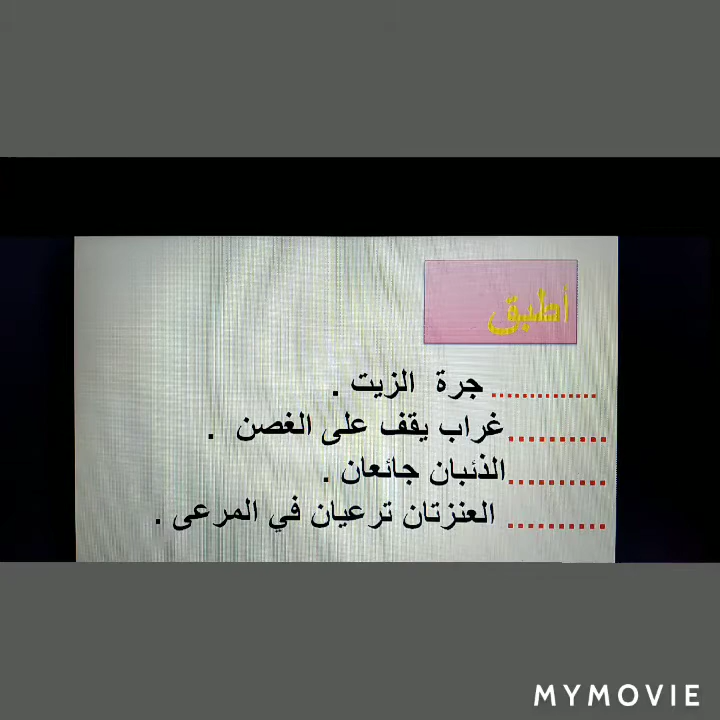 أطبق
............. جرة الزيت .
............ غراب يقف على الغصن .
............ الذئبان جائعان .
............ العنزتان ترعيان في المرعى .
MYMOVIE